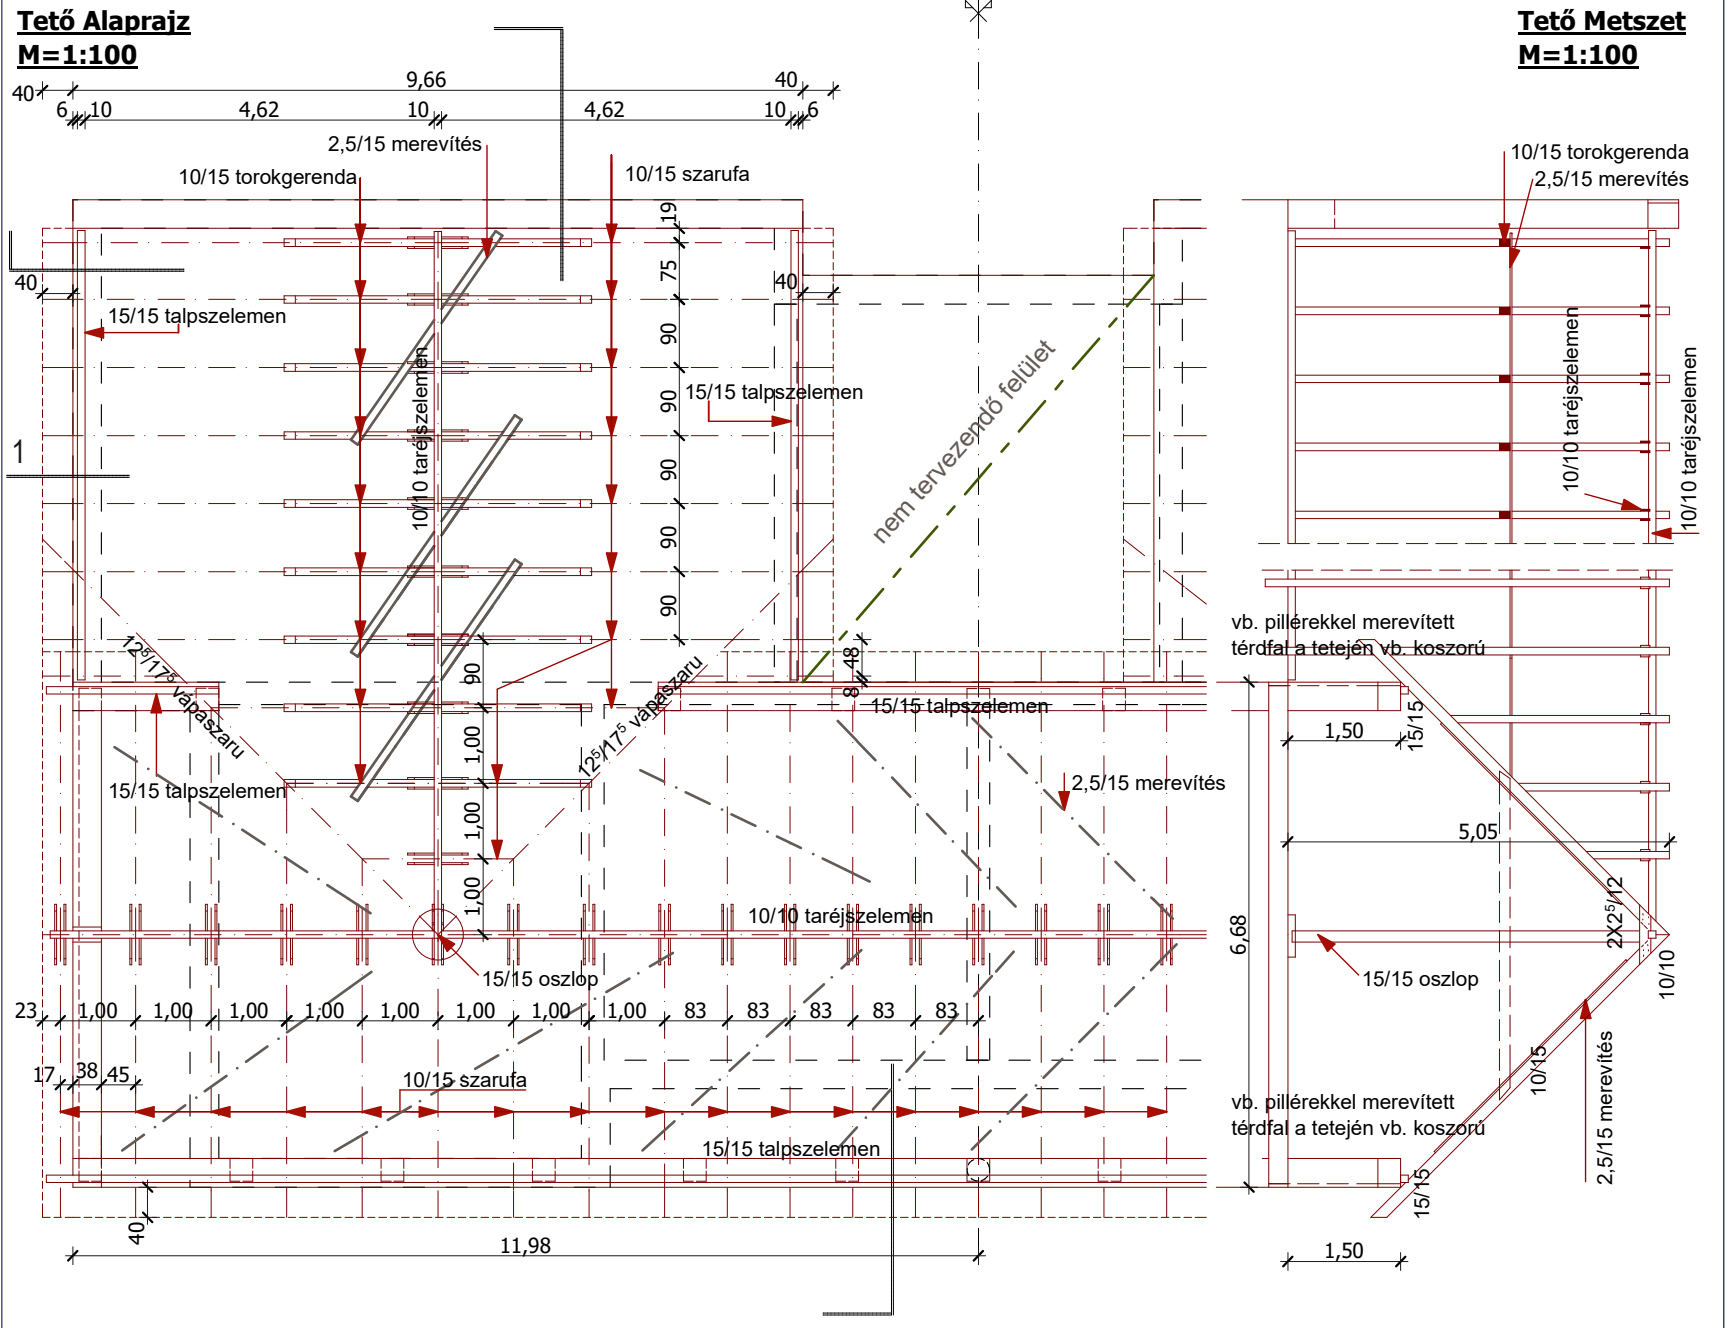 Tető Alaprajz
M=1:100
Tető Metszet
M=1:100
40
9,66
40
6
10
4,62
10
4,62
10
6
2,5/15 merevítés
10/15 torokgerenda
10/15 szarufa
10/15 torokgerenda
2,5/15 merevítés
19
75
90
90
90
90
90
40
40
15/15 talpszelemen
10/10 taréjszelemen
15/15 talpszelemen
nem tervezendő felület
10/10 taréjszelemen
10/10 taréjszelemen
1
12⁵/17⁵ vápaszaru
12⁵/17⁵ vápaszaru
90
1,00
1,00
1,00
48
8
vb. pillérekkel merevített
térdfal a tetején vb. koszorú
15/15 talpszelemen
15/15 talpszelemen
2,5/15 merevítés
1,50
15/15
5,05
6,68
2X2⁵/12
10/10 taréjszelemen
15/15 oszlop
15/15 oszlop
10/10
23
1,00
1,00
1,00
1,00
1,00
1,00
1,00
1,00
83
83
83
83
83
17
38
45
10/15 szarufa
10/15
2,5/15 merevítés
vb. pillérekkel merevített
térdfal a tetején vb. koszorú
15/15 talpszelemen
15/15
40
11,98
1,50